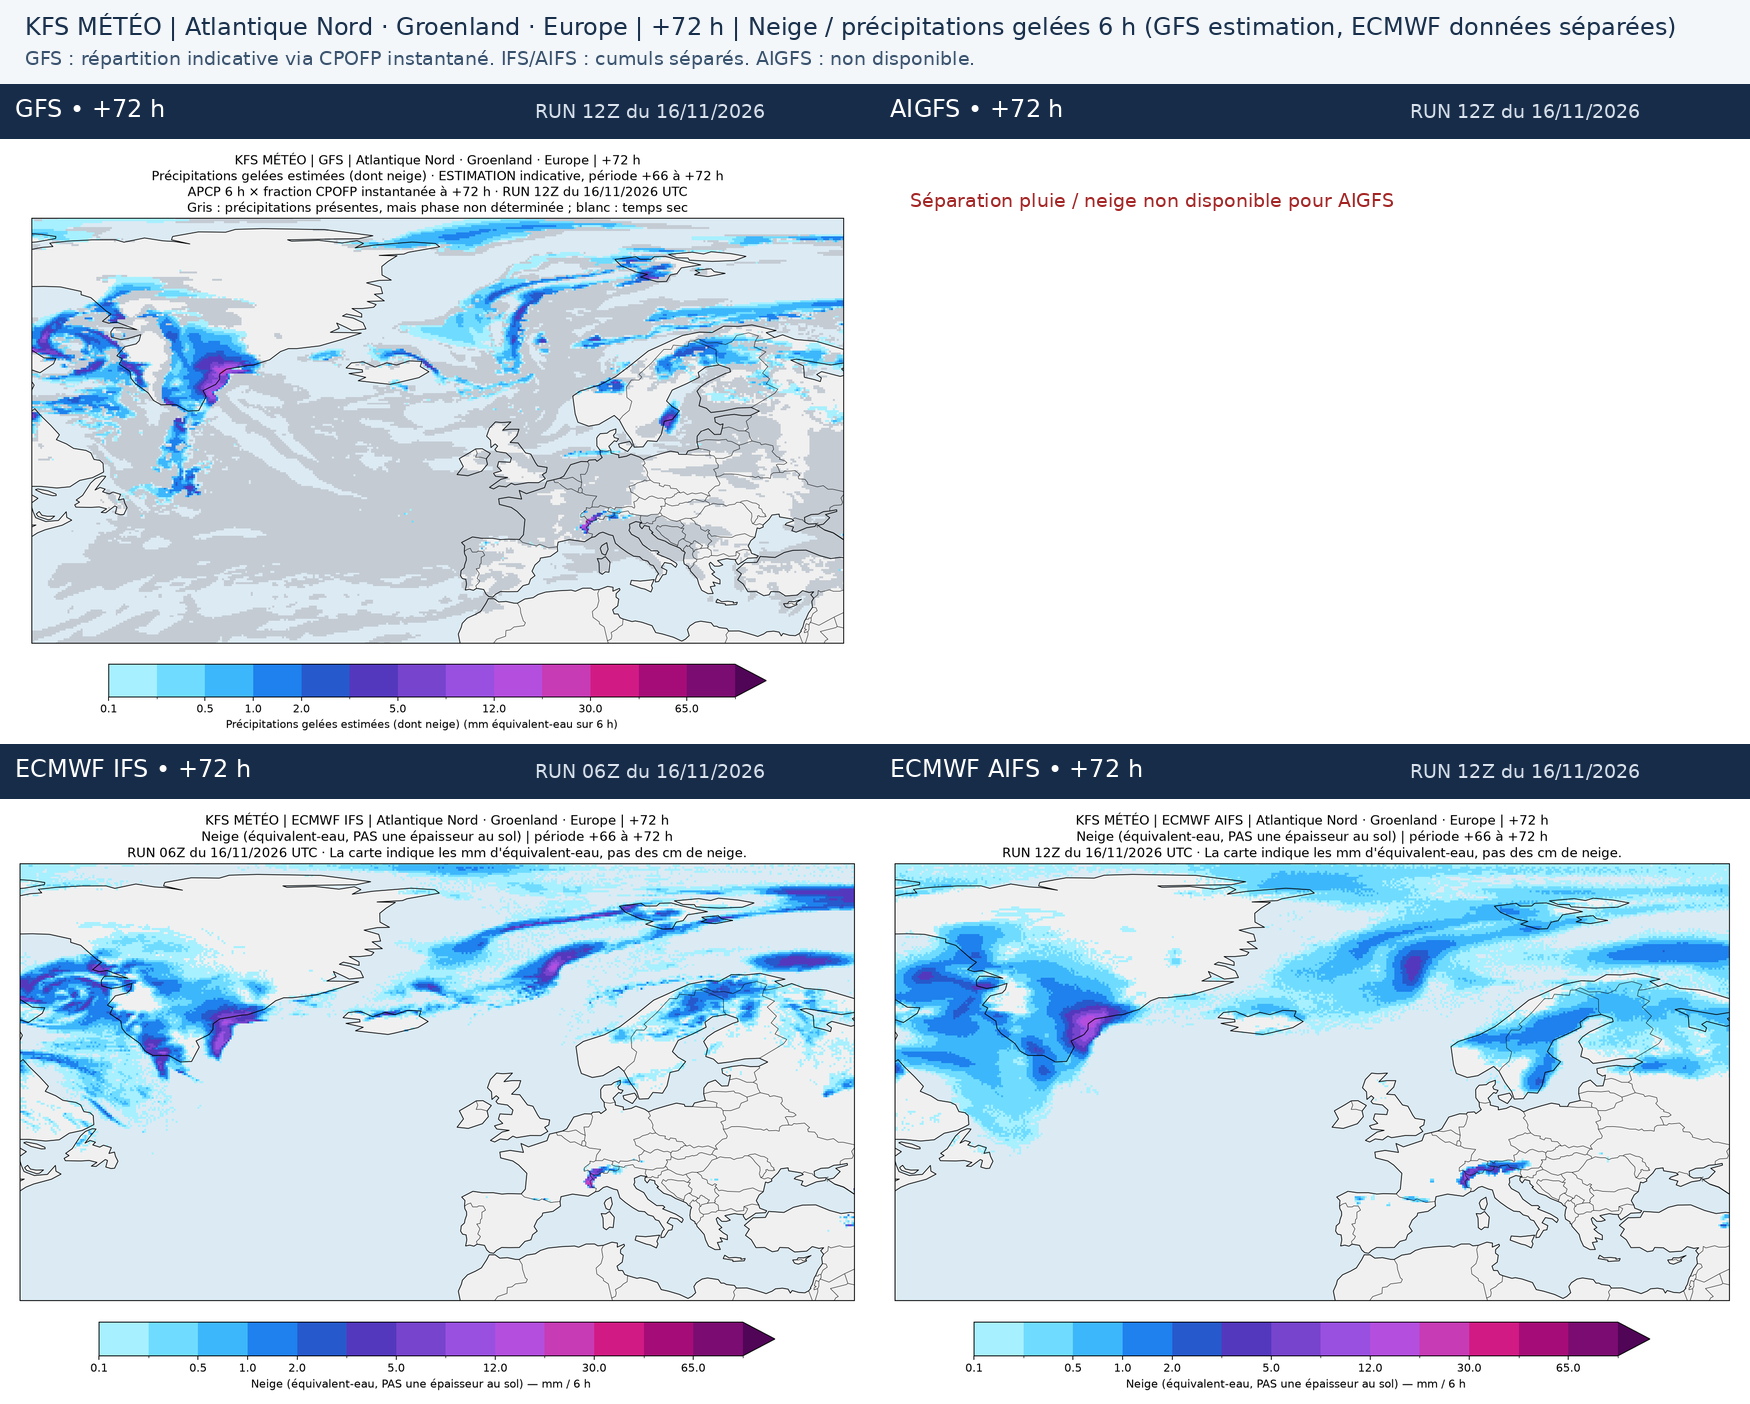 KFS MÉTÉO | Atlantique Nord · Groenland · Europe | +72 h | Neige / précipitations gelées 6 h (GFS estimation, ECMWF données séparées)
GFS : répartition indicative via CPOFP instantané. IFS/AIFS : cumuls séparés. AIGFS : non disponible.
GFS • +72 h
RUN 12Z du 16/11/2026
KFS MÉTÉO | GFS | Atlantique Nord · Groenland · Europe | +72 h
Précipitations gelées estimées (dont neige) · ESTIMATION indicative, période +66 à +72 h
APCP 6 h × fraction CPOFP instantanée à +72 h · RUN 12Z du 16/11/2026 UTC
Gris : précipitations présentes, mais phase non déterminée ; blanc : temps sec
0.1 0.5 1.0 2.0 5.0 12.0 30.0 65.0
Précipitations gelées estimées (dont neige) (mm équivalent-eau sur 6 h)
AIGFS • +72 h
RUN 12Z du 16/11/2026
Séparation pluie / neige non disponible pour AIGFS
ECMWF IFS • +72 h
RUN 06Z du 16/11/2026
KFS MÉTÉO | ECMWF IFS | Atlantique Nord · Groenland · Europe | +72 h
Neige (équivalent-eau, PAS une épaisseur au sol) | période +66 à +72 h
RUN 06Z du 16/11/2026 UTC · La carte indique les mm d'équivalent-eau, pas des cm de neige.
0.1 0.5 1.0 2.0 5.0 12.0 30.0 65.0
Neige (équivalent-eau, PAS une épaisseur au sol) — mm / 6 h
ECMWF AIFS • +72 h
RUN 12Z du 16/11/2026
KFS MÉTÉO | ECMWF AIFS | Atlantique Nord · Groenland · Europe | +72 h
Neige (équivalent-eau, PAS une épaisseur au sol) | période +66 à +72 h
RUN 12Z du 16/11/2026 UTC · La carte indique les mm d'équivalent-eau, pas des cm de neige.
0.1 0.5 1.0 2.0 5.0 12.0 30.0 65.0
Neige (équivalent-eau, PAS une épaisseur au sol) — mm / 6 h